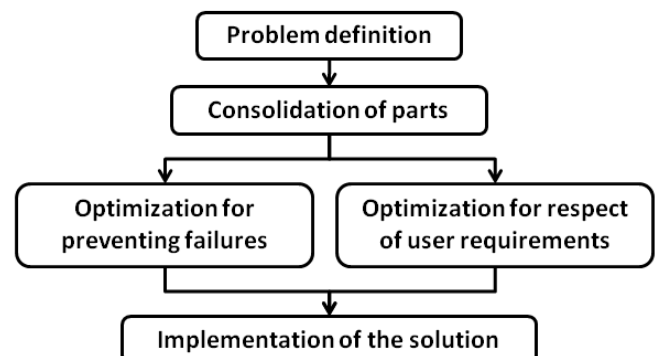 Problem definition
Consolidation of parts
Optimization for
preventing failures
Optimization for respect
of user requirements
Implementation of the solution